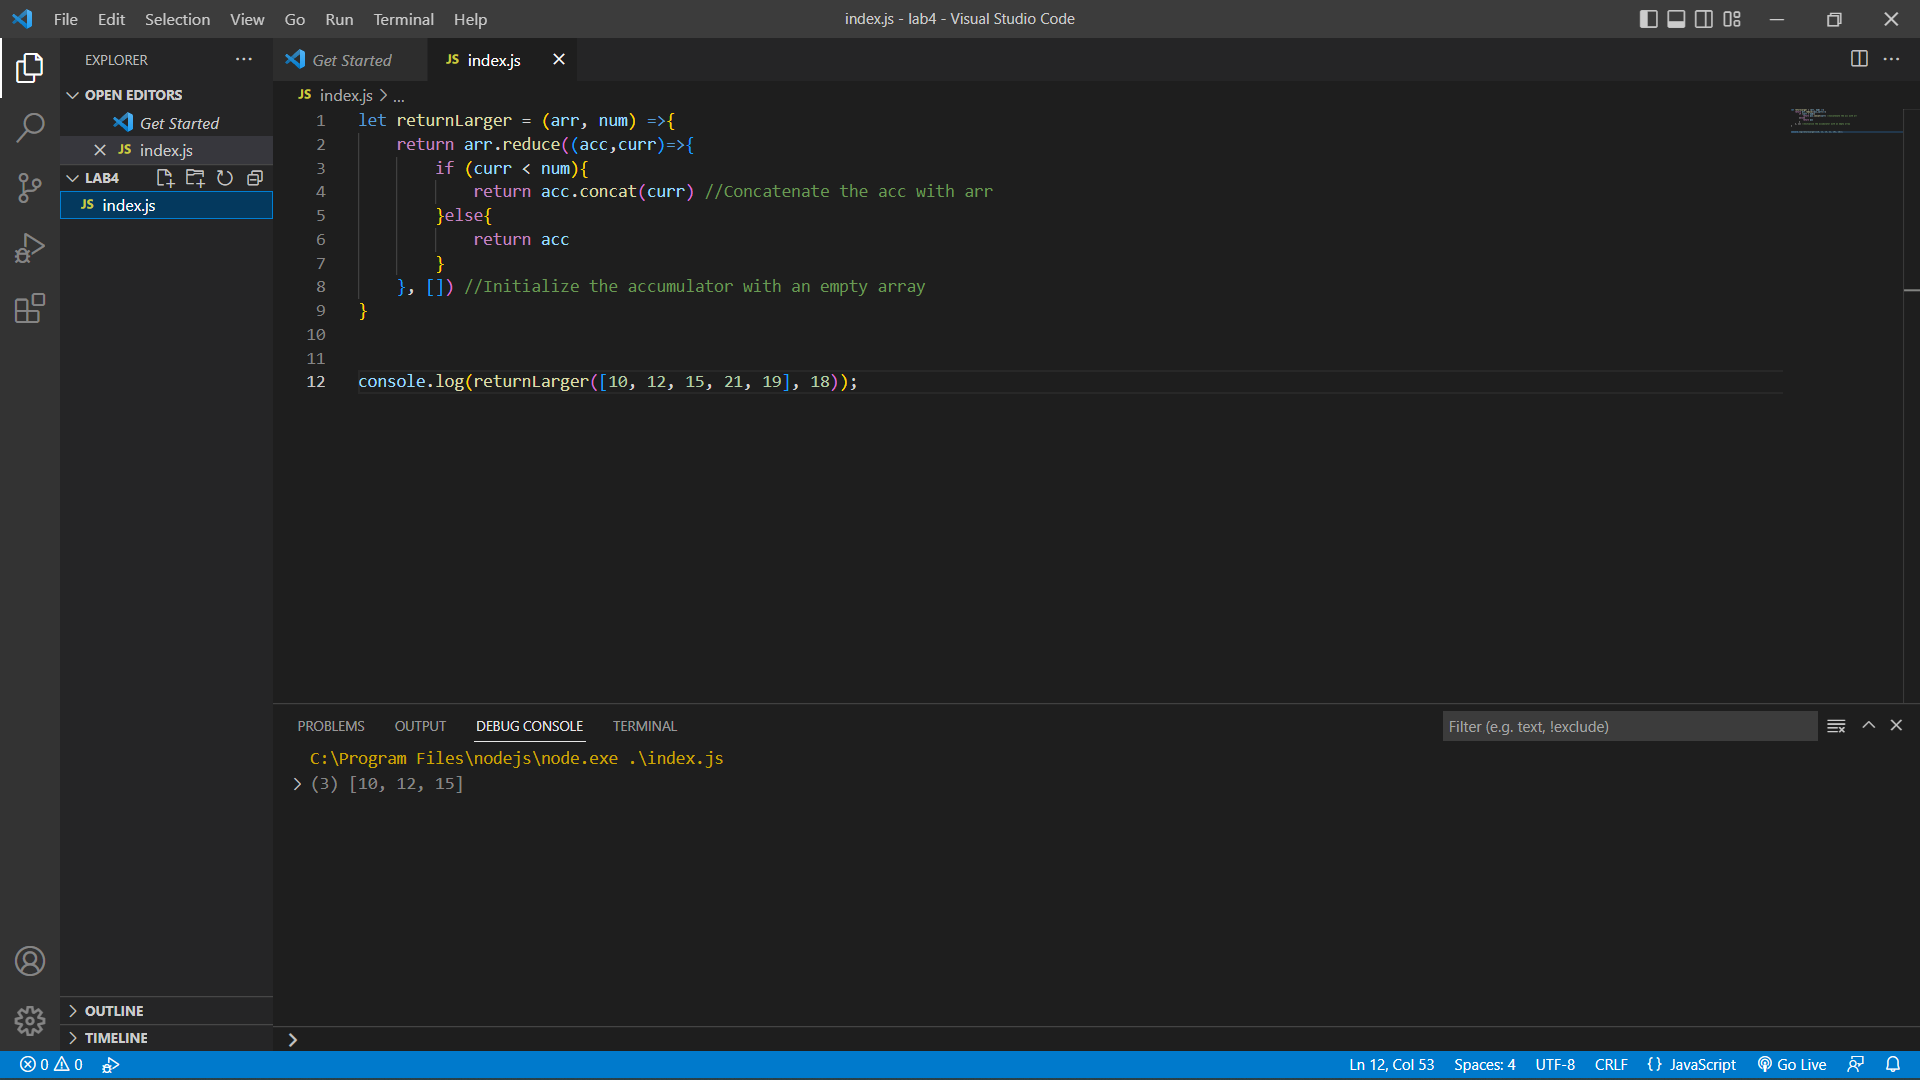 File Edit Selection View Go Run Terminal Help
index.js - lab4 - Visual Studio Code
EXPLORER
OPEN EDITORS
Get Started
index.js
LAB4
JS index.js
OUTLINE
TIMELINE
Get Started
JS index.js
JS index.js > ...
1 let returnLarger = (arr, num) =>{
2     return arr.reduce((acc,curr)=>{
3         if (curr < num){
4             return acc.concat(curr) //Concatenate the acc with arr
5         }else{
6             return acc
7         }
8     }, []) //Initialize the accumulator with an empty array
9 }
10
11
12 console.log(returnLarger([10, 12, 15, 21, 19], 18));
PROBLEMS OUTPUT DEBUG CONSOLE TERMINAL
Filter (e.g. text, !exclude)
C:\Program Files\nodejs\node.exe .\index.js
(3) [10, 12, 15]
0 0
Ln 12, Col 53 Spaces: 4 UTF-8 CRLF {} JavaScript Go Live